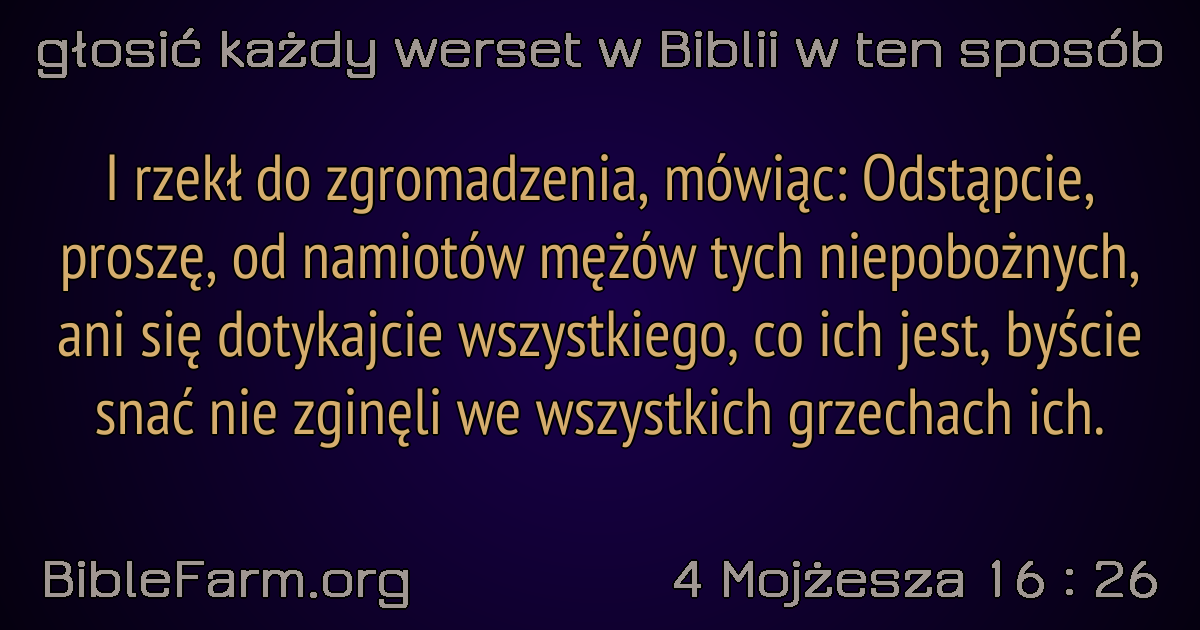 głosić każdy werset w Biblii w ten sposób
I rzekł do zgromadzenia, mówiąc: Odstąpcie,
proszę, od namiotów mężów tych niepobożnych,
ani się dotykajcie wszystkiego, co ich jest, byście
snać nie zginęli we wszystkich grzechach ich.
BibleFarm.org
4 Mojżesza 16 : 26